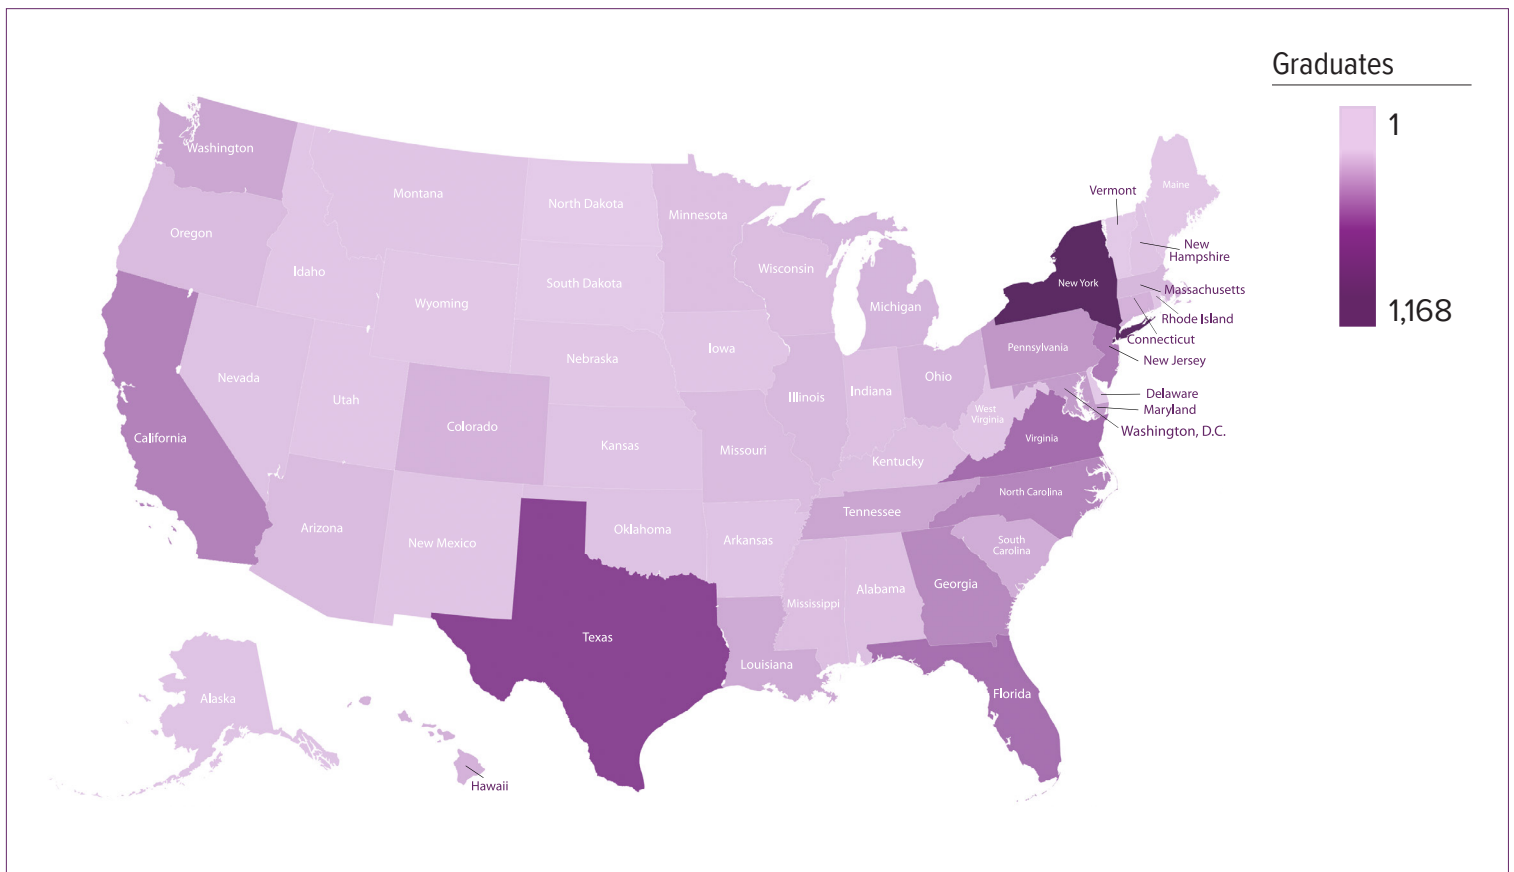 Graduates
1
1,168
Washington
Montana
North Dakota
Minnesota
Vermont
Maine
Oregon
Idaho
Wyoming
South Dakota
Wisconsin
Michigan
New York
New
Hampshire
Massachusetts
Rhode Island
Connecticut
New Jersey
Nevada
Utah
Nebraska
Iowa
Pennsylvania
Ohio
Indiana
Illinois
Delaware
Maryland
Washington, D.C.
California
Colorado
Kansas
Missouri
Kentucky
West
Virginia
Virginia
North Carolina
Tennessee
Arizona
New Mexico
Oklahoma
Arkansas
South
Carolina
Mississippi
Alabama
Georgia
Texas
Louisiana
Florida
Alaska
Hawaii